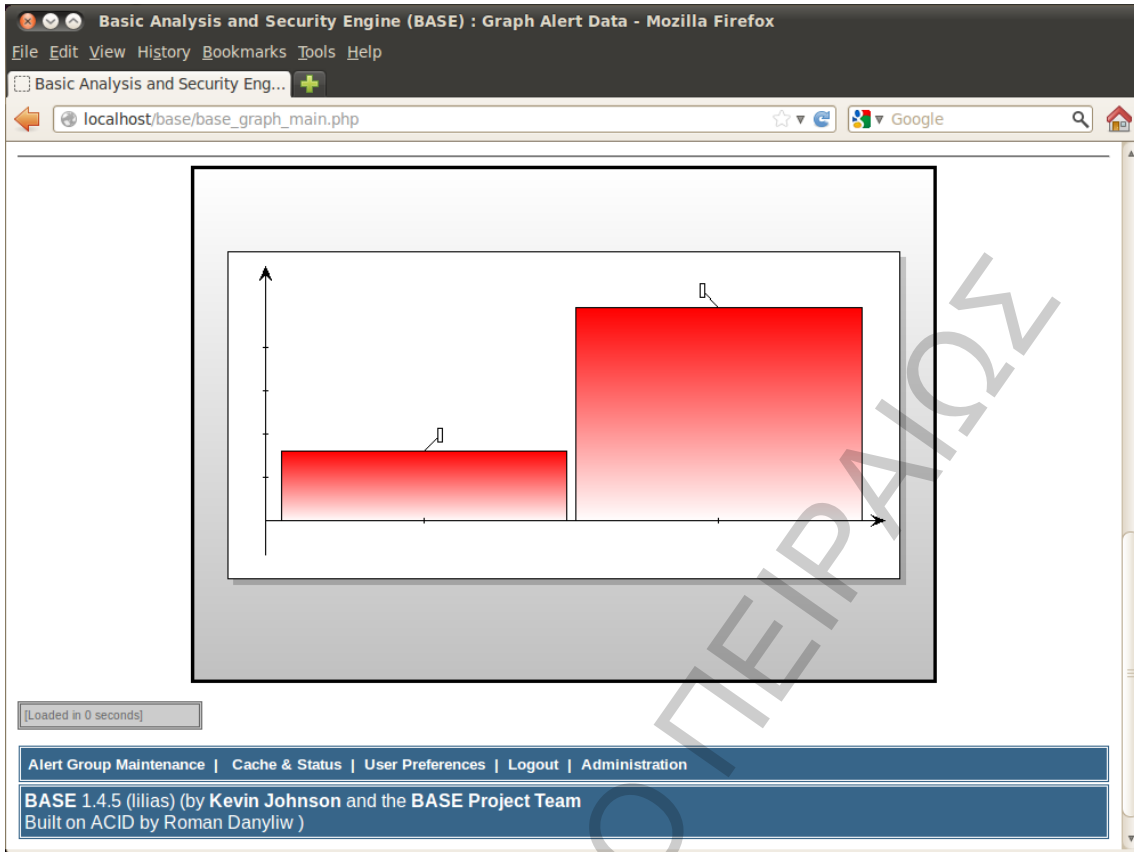 Basic Analysis and Security Engine (BASE) : Graph Alert Data - Mozilla Firefox
File Edit View History Bookmarks Tools Help
Basic Analysis and Security Eng...
localhost/base/base_graph_main.php Google
[Loaded in 0 seconds]
Alert Group Maintenance | Cache & Status | User Preferences | Logout | Administration
BASE 1.4.5 (lilias) (by Kevin Johnson and the BASE Project Team
Built on ACID by Roman Danyliw )
Ο ΠΕΙΡΑΙΩΣ